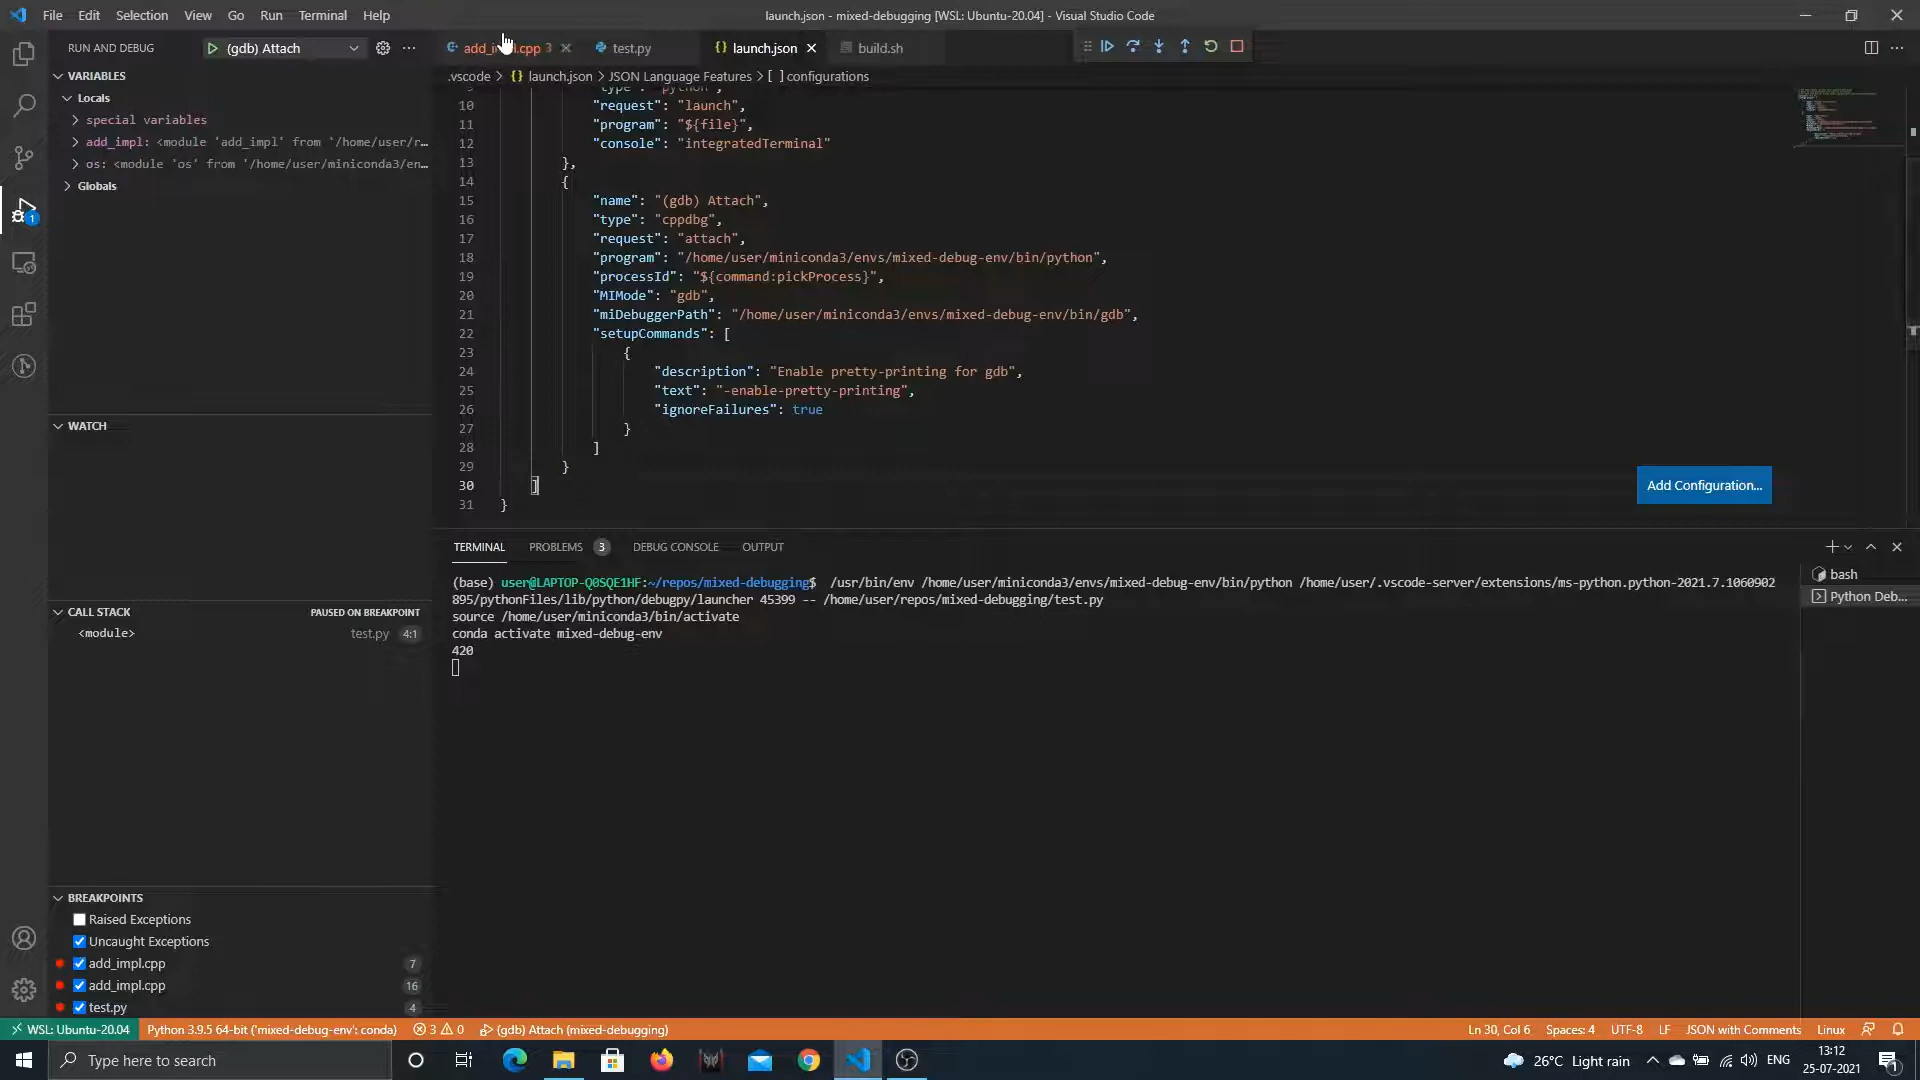 File Edit Selection View Go Run Terminal Help
launch.json - mixed-debugging [WSL: Ubuntu-20.04] - Visual Studio Code
RUN AND DEBUG
(gdb) Attach
add_impl.cpp 3
test.py
launch.json
build.sh
VARIABLES
Locals
special variables
add_impl: <module 'add_impl' from '/home/user/r...
os: <module 'os' from '/home/user/miniconda3/en...
Globals
WATCH
CALL STACK
PAUSED ON BREAKPOINT
<module>
test.py 4:1
BREAKPOINTS
Raised Exceptions
Uncaught Exceptions
add_impl.cpp 7
add_impl.cpp 16
test.py 4
.vscode > {} launch.json > JSON Language Features > [ ] configurations
9 "type": "python",
10 "request": "launch",
11 "program": "${file}",
12 "console": "integratedTerminal"
13 },
14 {
15 "name": "(gdb) Attach",
16 "type": "cppdbg",
17 "request": "attach",
18 "program": "/home/user/miniconda3/envs/mixed-debug-env/bin/python",
19 "processId": "${command:pickProcess}",
20 "MIMode": "gdb",
21 "miDebuggerPath": "/home/user/miniconda3/envs/mixed-debug-env/bin/gdb",
22 "setupCommands": [
23 {
24 "description": "Enable pretty-printing for gdb",
25 "text": "-enable-pretty-printing",
26 "ignoreFailures": true
27 }
28 ]
29 }
30 ]
31 }
Add Configuration...
TERMINAL PROBLEMS 3 DEBUG CONSOLE OUTPUT
(base) user@LAPTOP-Q0SQE1HF:~/repos/mixed-debugging$ /usr/bin/env /home/user/miniconda3/envs/mixed-debug-env/bin/python /home/user/.vscode-server/extensions/ms-python.python-2021.7.1060902
895/pythonFiles/lib/python/debugpy/launcher 45399 -- /home/user/repos/mixed-debugging/test.py
source /home/user/miniconda3/bin/activate
conda activate mixed-debug-env
420
bash
Python Deb...
1
WSL: Ubuntu-20.04 Python 3.9.5 64-bit ('mixed-debug-env': conda) 3 0 (gdb) Attach (mixed-debugging)
Ln 30, Col 6 Spaces: 4 UTF-8 LF JSON with Comments Linux
Type here to search
26°C Light rain
ENG
13:12
25-07-2021
1